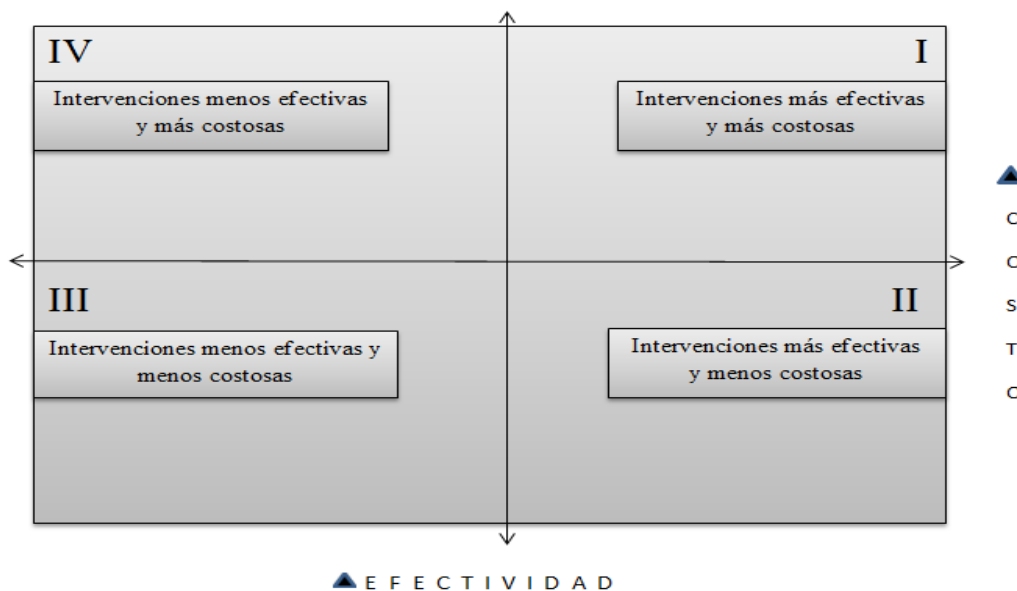 IV
I
Intervenciones menos efectivas
y más costosas
Intervenciones más efectivas
y más costosas
III
II
Intervenciones menos efectivas y
menos costosas
Intervenciones más efectivas
y menos costosas
C
O
S
T
O
E F E C T I V I D A D